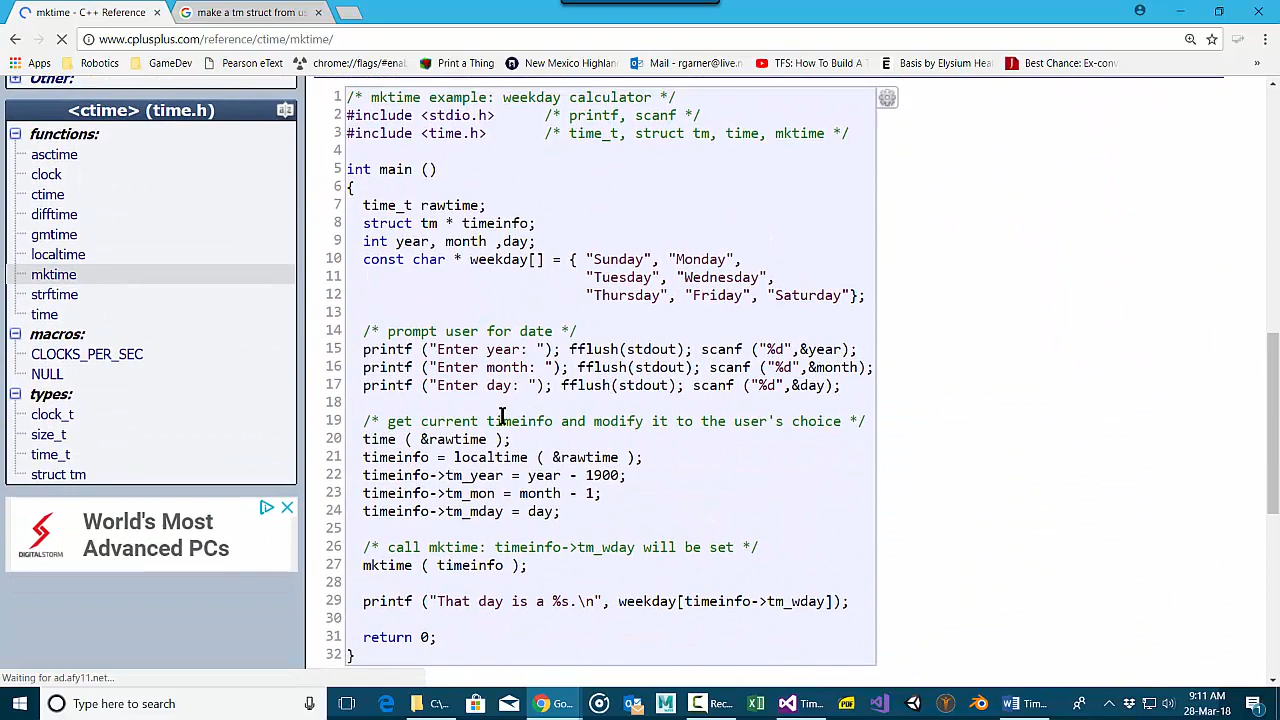 mktime - C++ Reference
make a tm struct from us
www.cplusplus.com/reference/ctime/mktime/
Apps
Robotics
GameDev
Pearson eText
chrome://flags/#enab
Print a Thing
New Mexico Highlan
Mail - rgarner@live.n
TFS: How To Build A
Basis by Elysium Heal
Best Chance: Ex-conv
»
Other:
<ctime> (time.h)
functions:
asctime
clock
ctime
difftime
gmtime
localtime
mktime
strftime
time
macros:
CLOCKS_PER_SEC
NULL
types:
clock_t
size_t
time_t
struct tm
DIGITALSTORM
World's Most
Advanced PCs
1 /* mktime example: weekday calculator */
2 #include <stdio.h>      /* printf, scanf */
3 #include <time.h>       /* time_t, struct tm, time, mktime */
4
5 int main ()
6 {
7   time_t rawtime;
8   struct tm * timeinfo;
9   int year, month ,day;
10   const char * weekday[] = { "Sunday", "Monday",
11                              "Tuesday", "Wednesday",
12                              "Thursday", "Friday", "Saturday"};
13
14   /* prompt user for date */
15   printf ("Enter year: "); fflush(stdout); scanf ("%d",&year);
16   printf ("Enter month: "); fflush(stdout); scanf ("%d",&month);
17   printf ("Enter day: "); fflush(stdout); scanf ("%d",&day);
18
19   /* get current timeinfo and modify it to the user's choice */
20   time ( &rawtime );
21   timeinfo = localtime ( &rawtime );
22   timeinfo->tm_year = year - 1900;
23   timeinfo->tm_mon = month - 1;
24   timeinfo->tm_mday = day;
25
26   /* call mktime: timeinfo->tm_wday will be set */
27   mktime ( timeinfo );
28
29   printf ("That day is a %s.\n", weekday[timeinfo->tm_wday]);
30
31   return 0;
32 }
Waiting for ad.afy11.net...
Type here to search
C\...
Go...
Rec...
Tim...
Tim...
9:11 AM
28-Mar-18